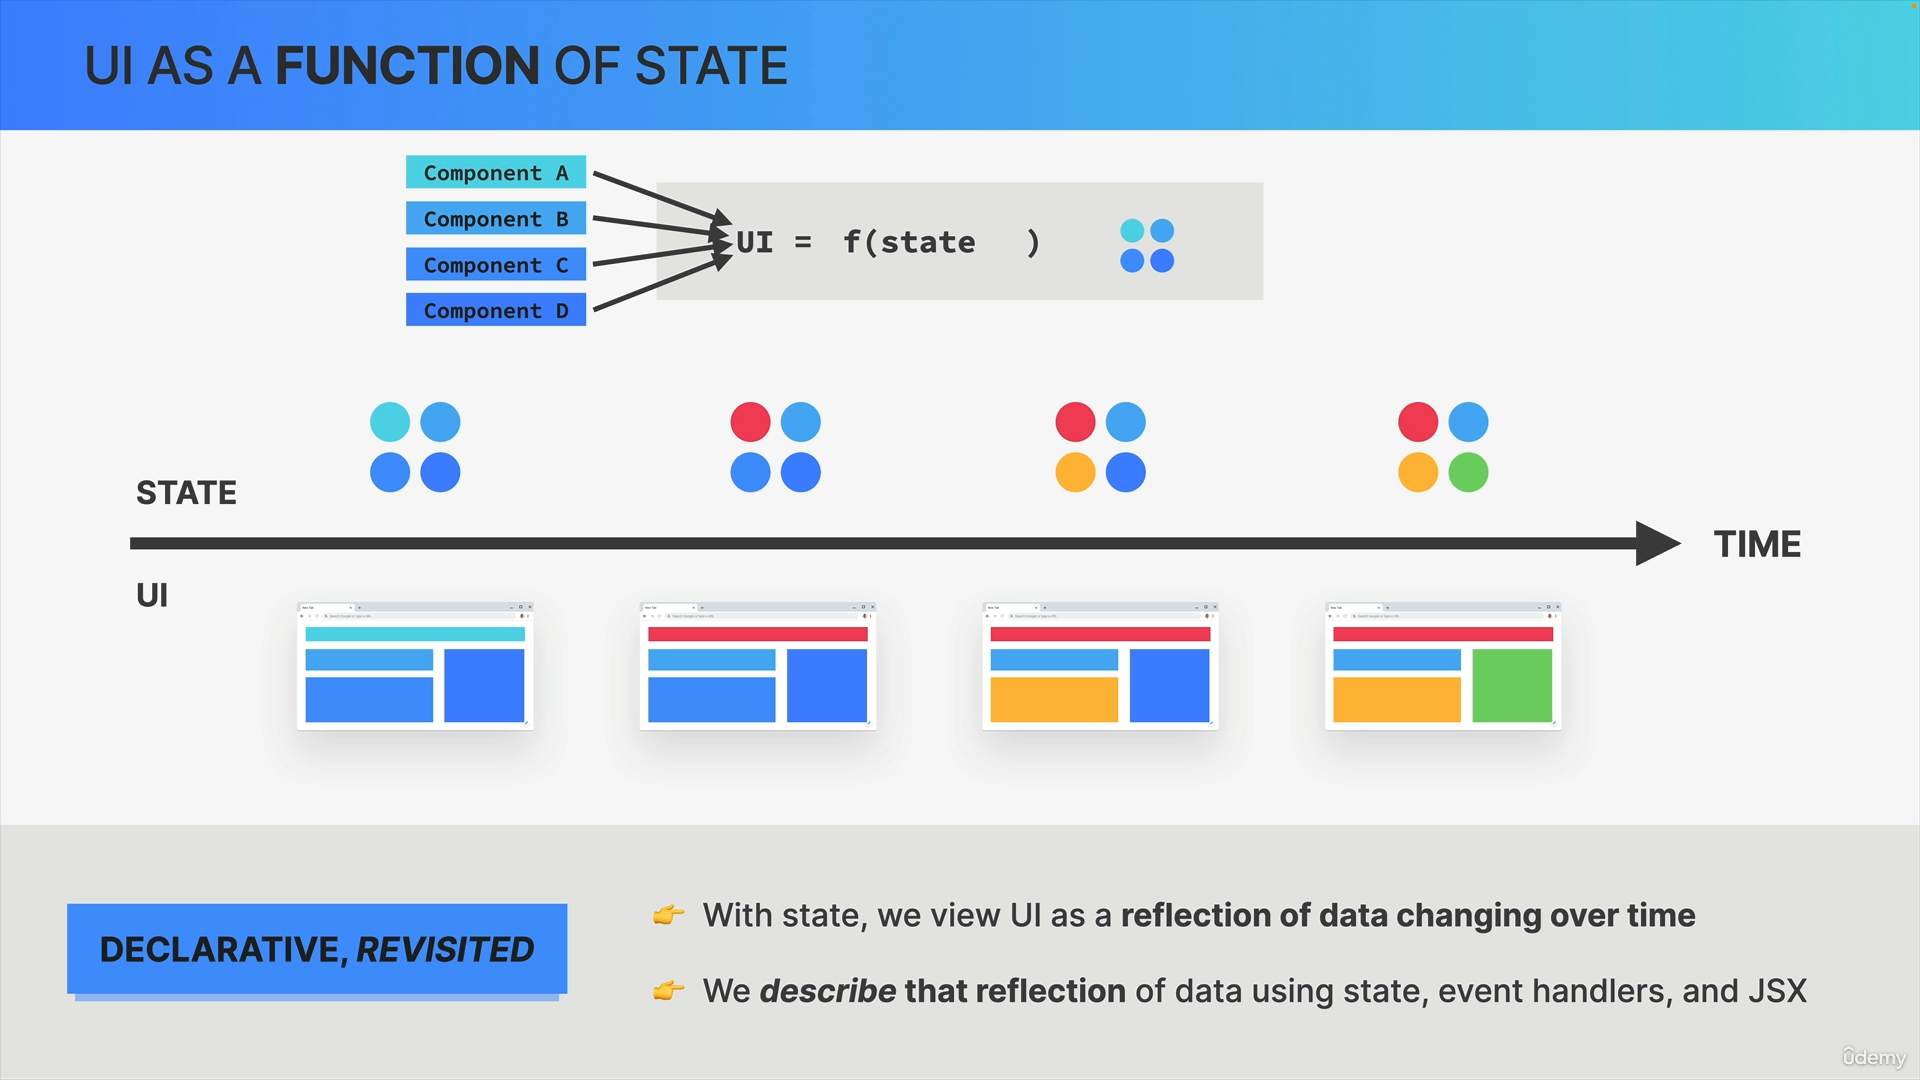 UI AS A FUNCTION OF STATE
Component A
Component B
Component C
Component D
UI = f(state )
STATE
TIME
UI
DECLARATIVE, REVISITED
👉 With state, we view UI as a reflection of data changing over time
👉 We describe that reflection of data using state, event handlers, and JSX
ûdemy